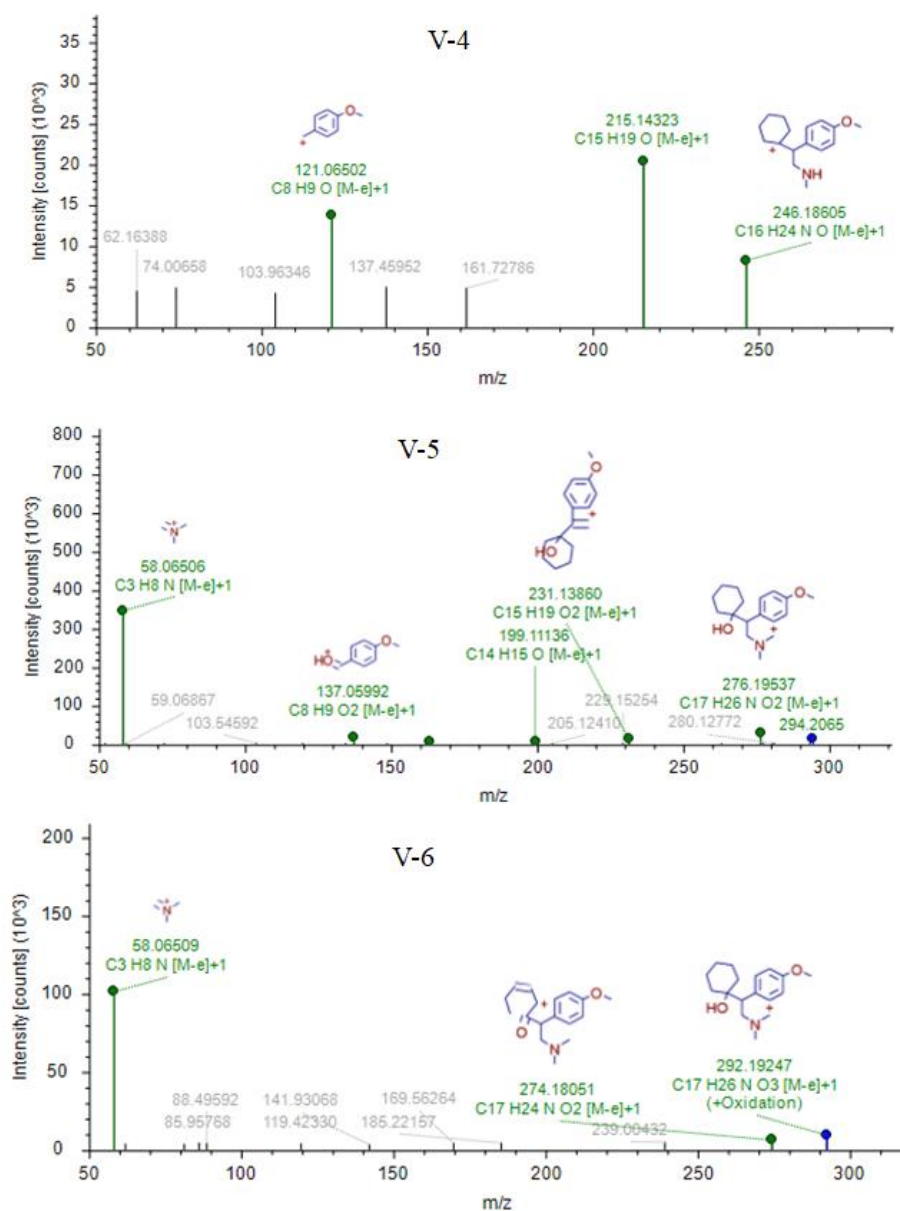 V-4
Intensity [counts] (10^3)
35
30
25
20
15
10
5
0
62.16388
74.00658
103.96346
O
+
121.06502
C8 H9 O [M-e]+1
137.45952
161.72786
215.14323
C15 H19 O [M-e]+1
O
+
NH
246.18605
C16 H24 N O [M-e]+1
50 100 150 200 250
m/z
V-5
Intensity [counts] (10^3)
800
700
600
500
400
300
200
100
0
+
N
58.06506
C3 H8 N [M-e]+1
59.06867
103.54592
HO
+
O
137.05992
C8 H9 O2 [M-e]+1
O
+
HO
231.13860
C15 H19 O2 [M-e]+1
199.11136
C14 H15 O [M-e]+1
205.12410
229.15254
O
HO
+
N
276.19537
C17 H26 N O2 [M-e]+1
280.12772
294.2065
50 100 150 200 250 300
m/z
V-6
Intensity [counts] (10^3)
200
150
100
50
0
+
N
58.06509
C3 H8 N [M-e]+1
88.49592
85.95768
141.93068
119.42330
169.56264
185.22157
239.00432
+
O
O
N
274.18051
C17 H24 N O2 [M-e]+1
O
HO
+
N
292.19247
C17 H26 N O3 [M-e]+1
(+Oxidation)
50 100 150 200 250 300
m/z